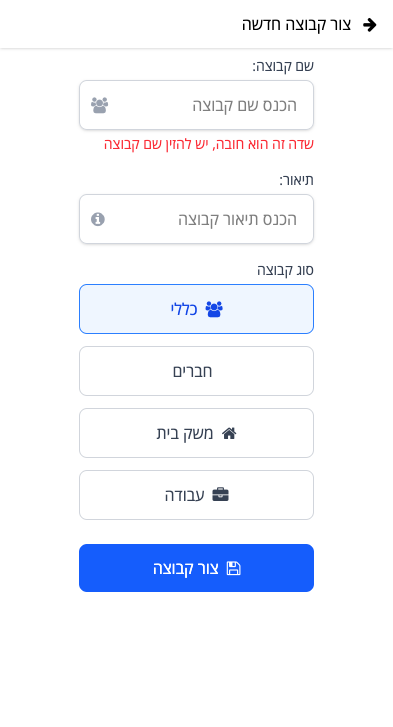 צור קבוצה חדשה
שם קבוצה:
הכנס שם קבוצה
שדה זה הוא חובה, יש להזין שם קבוצה
תיאור:
הכנס תיאור קבוצה
סוג קבוצה
כללי
חברים
משק בית
עבודה
צור קבוצה